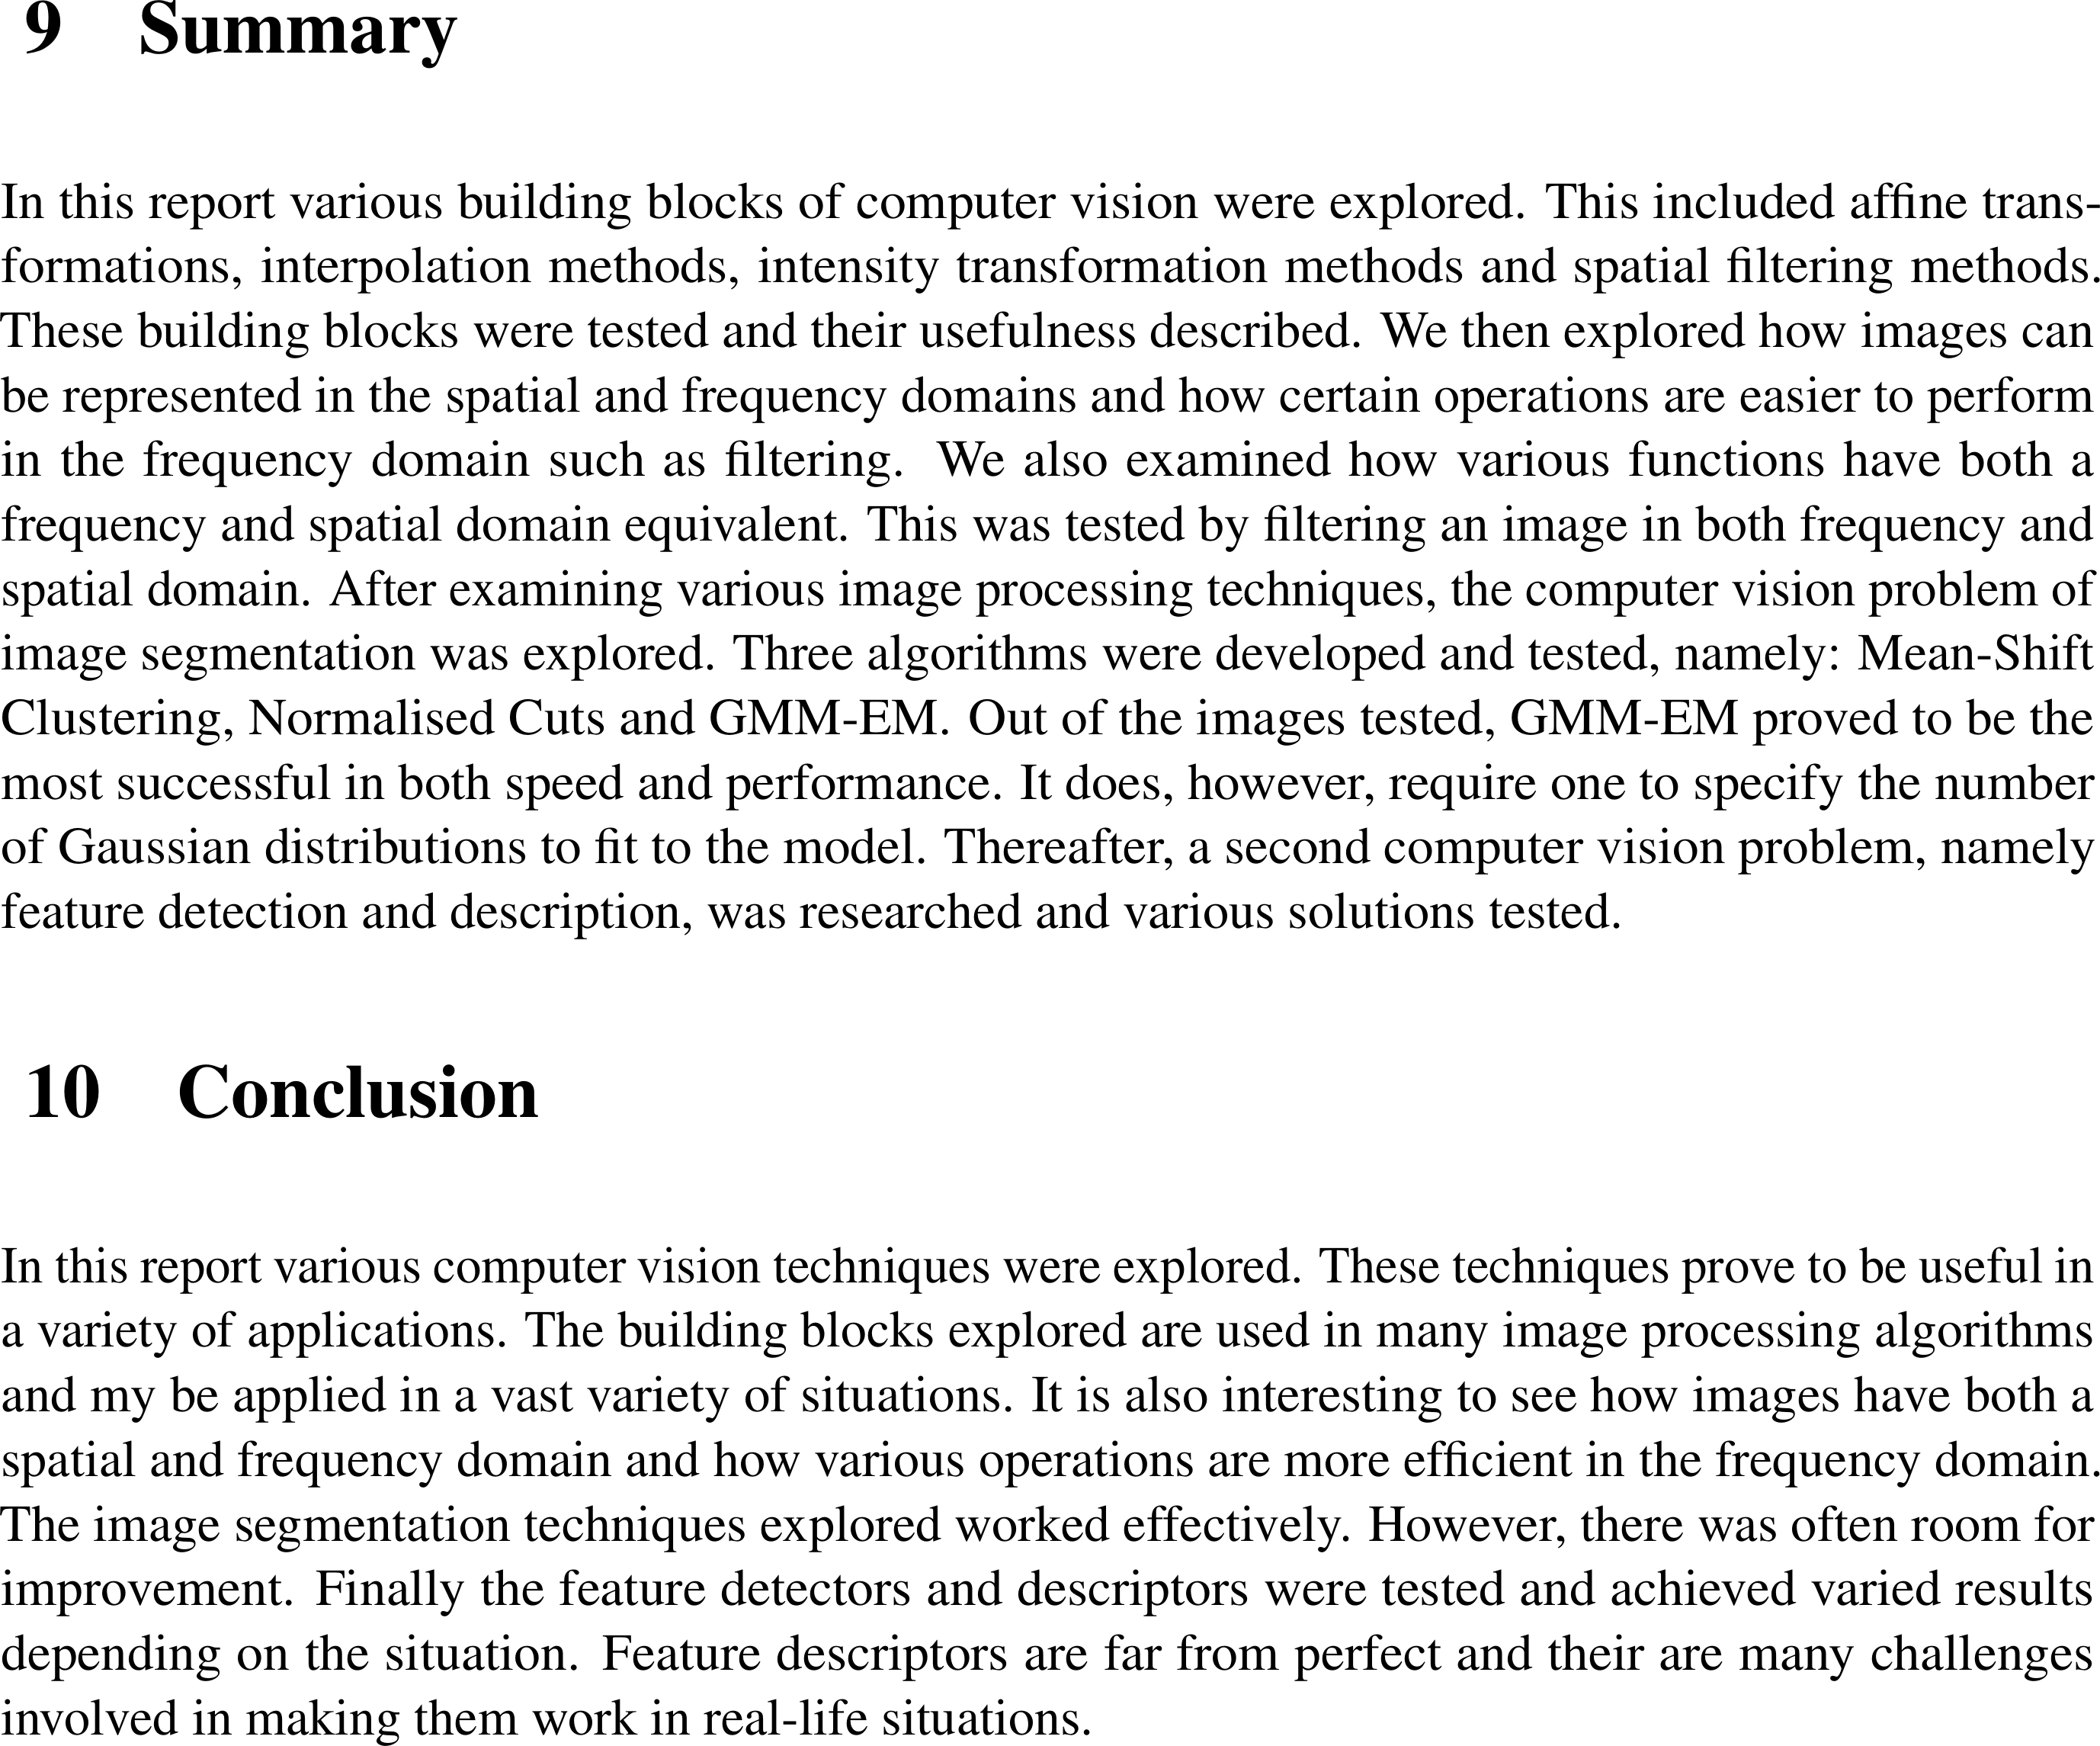 9 Summary
In this report various building blocks of computer vision were explored. This included affine trans-
formations, interpolation methods, intensity transformation methods and spatial filtering methods.
These building blocks were tested and their usefulness described. We then explored how images can
be represented in the spatial and frequency domains and how certain operations are easier to perform
in the frequency domain such as filtering. We also examined how various functions have both a
frequency and spatial domain equivalent. This was tested by filtering an image in both frequency and
spatial domain. After examining various image processing techniques, the computer vision problem of
image segmentation was explored. Three algorithms were developed and tested, namely: Mean-Shift
Clustering, Normalised Cuts and GMM-EM. Out of the images tested, GMM-EM proved to be the
most successful in both speed and performance. It does, however, require one to specify the number
of Gaussian distributions to fit to the model. Thereafter, a second computer vision problem, namely
feature detection and description, was researched and various solutions tested.
10 Conclusion
In this report various computer vision techniques were explored. These techniques prove to be useful in
a variety of applications. The building blocks explored are used in many image processing algorithms
and my be applied in a vast variety of situations. It is also interesting to see how images have both a
spatial and frequency domain and how various operations are more efficient in the frequency domain.
The image segmentation techniques explored worked effectively. However, there was often room for
improvement. Finally the feature detectors and descriptors were tested and achieved varied results
depending on the situation. Feature descriptors are far from perfect and their are many challenges
involved in making them work in real-life situations.